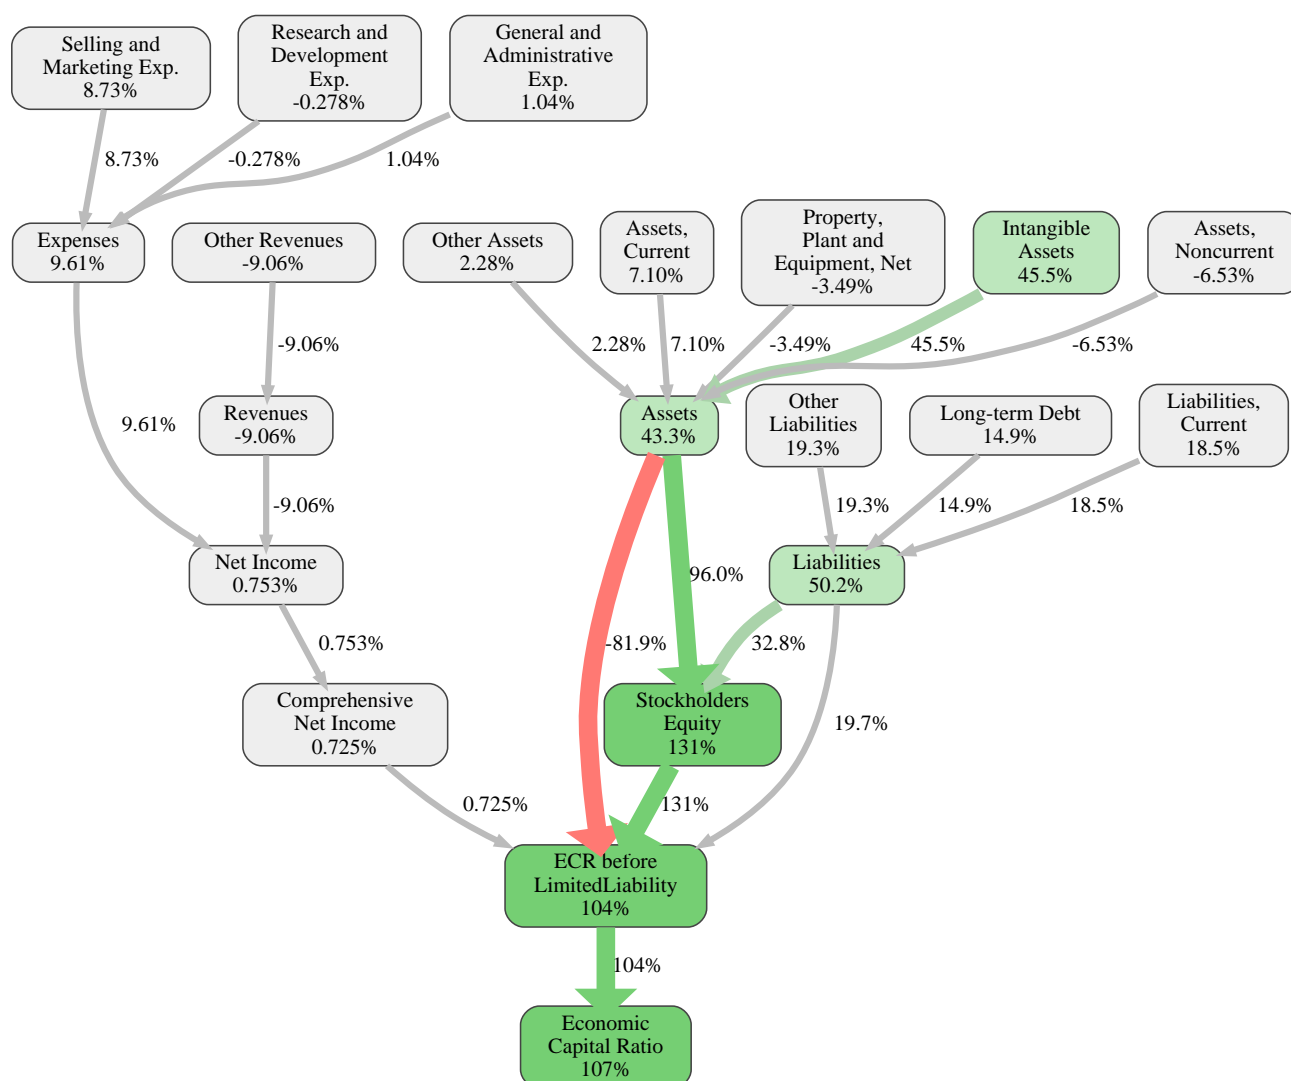 Selling and
Marketing Exp.
8.73%
Research and
Development
Exp.
-0.278%
General and
Administrative
Exp.
1.04%
8.73%
-0.278%
1.04%
Expenses
9.61%
Other Revenues
-9.06%
Other Assets
2.28%
Assets,
Current
7.10%
Property,
Plant and
Equipment, Net
-3.49%
Intangible
Assets
45.5%
Assets,
Noncurrent
-6.53%
-9.06%
2.28%
7.10%
-3.49%
45.5%
-6.53%
9.61%
Revenues
-9.06%
Assets
43.3%
Other
Liabilities
19.3%
Long-term Debt
14.9%
Liabilities,
Current
18.5%
-9.06%
19.3%
14.9%
18.5%
Net Income
0.753%
96.0%
Liabilities
50.2%
0.753%
-81.9%
32.8%
Comprehensive
Net Income
0.725%
Stockholders
Equity
131%
19.7%
0.725%
131%
ECR before
LimitedLiability
104%
104%
Economic
Capital Ratio
107%